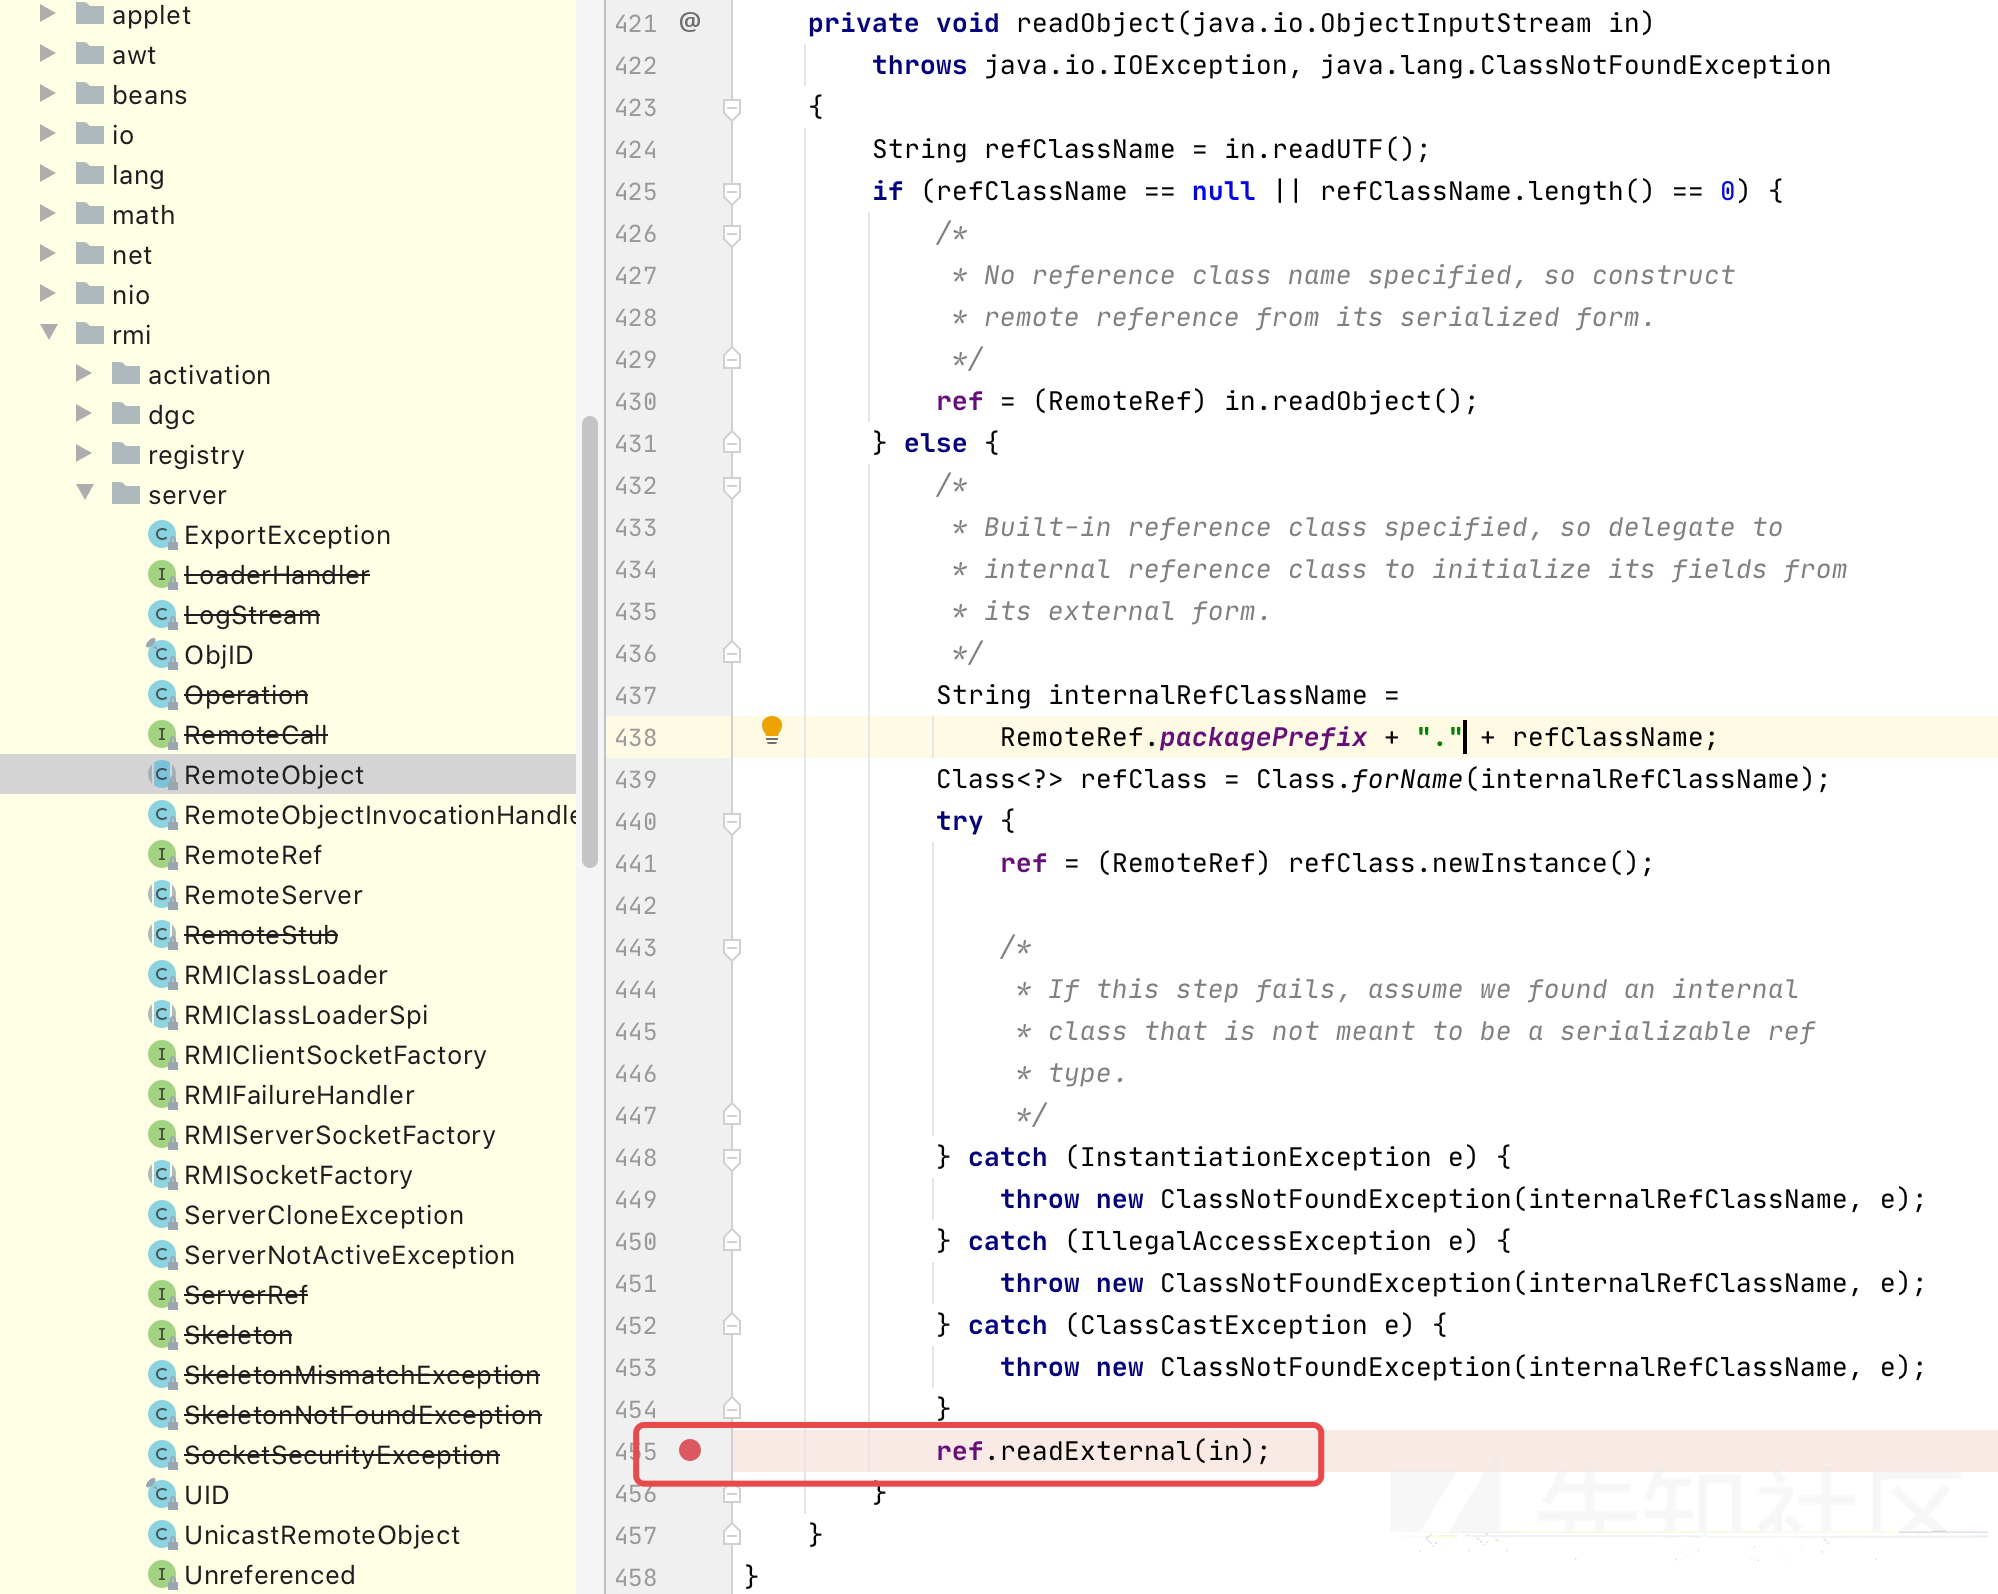 applet
awt
beans
io
lang
math
net
nio
rmi
activation
dgc
registry
server
ExportException
LoaderHandler
LogStream
ObjID
Operation
RemoteCall
RemoteObject
RemoteObjectInvocationHandle
RemoteRef
RemoteServer
RemoteStub
RMIClassLoader
RMIClassLoaderSpi
RMIClientSocketFactory
RMIFailureHandler
RMIServerSocketFactory
RMISocketFactory
ServerCloneException
ServerNotActiveException
ServerRef
Skeleton
SkeletonMismatchException
SkeletonNotFoundException
SocketSecurityException
UID
UnicastRemoteObject
Unreferenced
421 @ private void readObject(java.io.ObjectInputStream in)
422 throws java.io.IOException, java.lang.ClassNotFoundException
423 {
424 String refClassName = in.readUTF();
425 if (refClassName == null || refClassName.length() == 0) {
426 /*
427 * No reference class name specified, so construct
428 * remote reference from its serialized form.
429 */
430 ref = (RemoteRef) in.readObject();
431 } else {
432 /*
433 * Built-in reference class specified, so delegate to
434 * internal reference class to initialize its fields from
435 * its external form.
436 */
437 String internalRefClassName =
438 RemoteRef.packagePrefix + "." + refClassName;
439 Class<?> refClass = Class.forName(internalRefClassName);
440 try {
441 ref = (RemoteRef) refClass.newInstance();
442
443 /*
444 * If this step fails, assume we found an internal
445 * class that is not meant to be a serializable ref
446 * type.
447 */
448 } catch (InstantiationException e) {
449 throw new ClassNotFoundException(internalRefClassName, e);
450 } catch (IllegalAccessException e) {
451 throw new ClassNotFoundException(internalRefClassName, e);
452 } catch (ClassCastException e) {
453 throw new ClassNotFoundException(internalRefClassName, e);
454 }
455 ref.readExternal(in);
456 }
457 }
458 }
先知社区